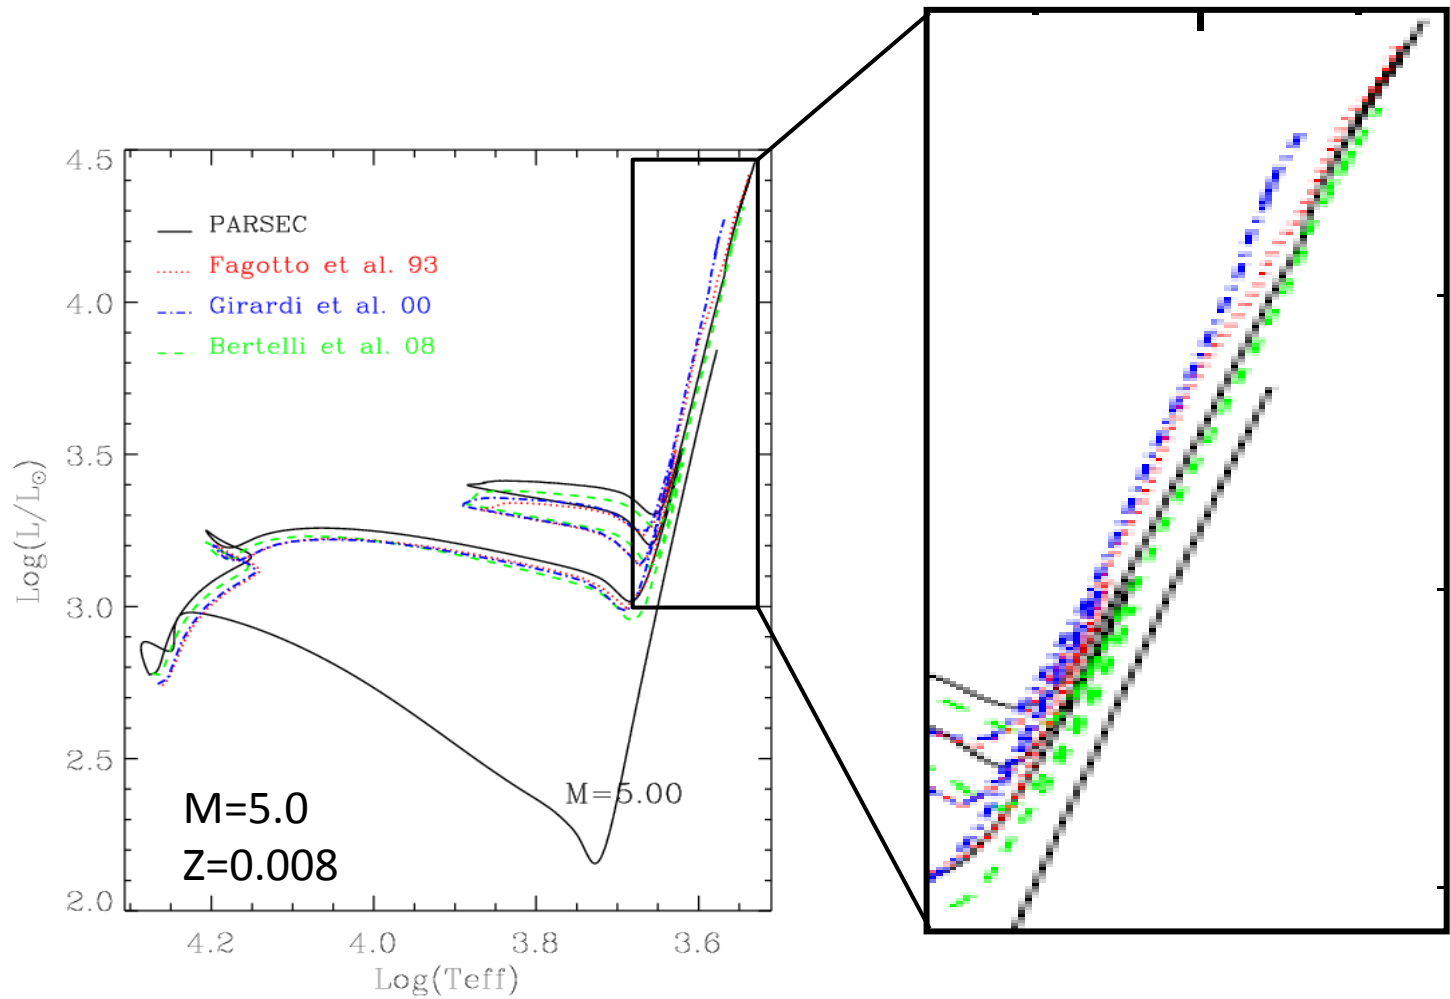 4.5
4.0
3.5
3.0
2.5
2.0
Log(L/L⊙)
PARSEC
Fagotto et al. 93
Girardi et al. 00
Bertelli et al. 08
M=5.00
M=5.0
Z=0.008
4.2 4.0 3.8 3.6
Log(Teff)